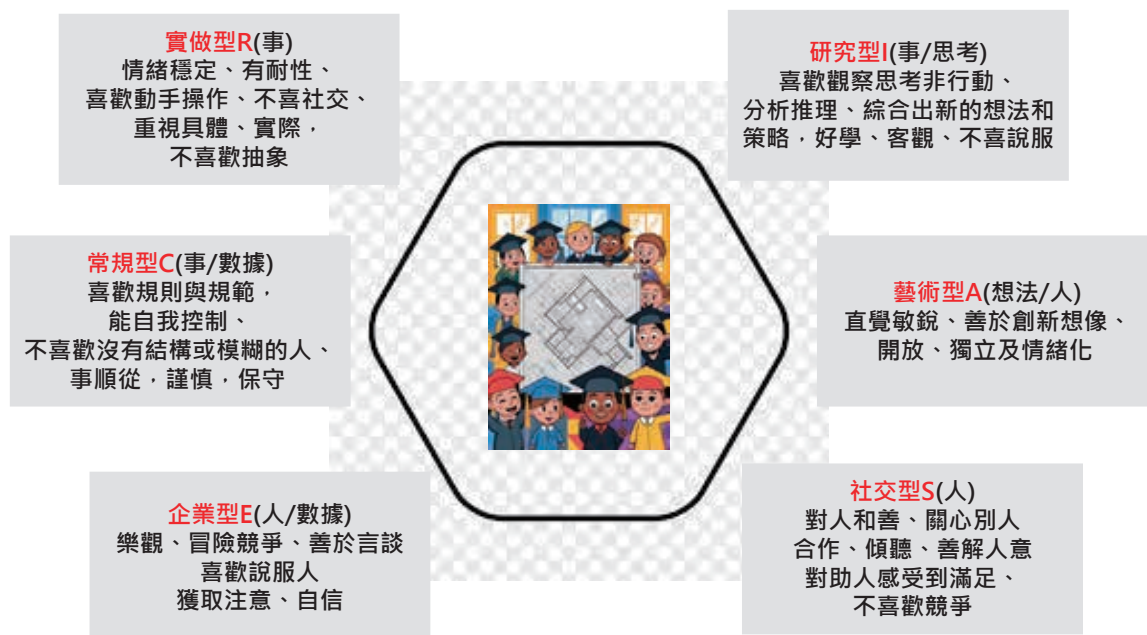 實做型R(事)
情緒穩定、有耐性、
喜歡動手操作、不喜社交、
重視具體、實際，
不喜歡抽象
研究型I(事/思考)
喜歡觀察思考非行動、
分析推理、綜合出新的想法和
策略，好學、客觀、不喜說服
常規型C(事/數據)
喜歡規則與規範，
能自我控制、
不喜歡沒有結構或模糊的人、
事順從，謹慎，保守
藝術型A(想法/人)
直覺敏銳、善於創新想像、
開放、獨立及情緒化
企業型E(人/數據)
樂觀、冒險競爭、善於言談
喜歡說服人
獲取注意、自信
社交型S(人)
對人和善、關心別人
合作、傾聽、善解人意
對助人感受到滿足、
不喜歡競爭